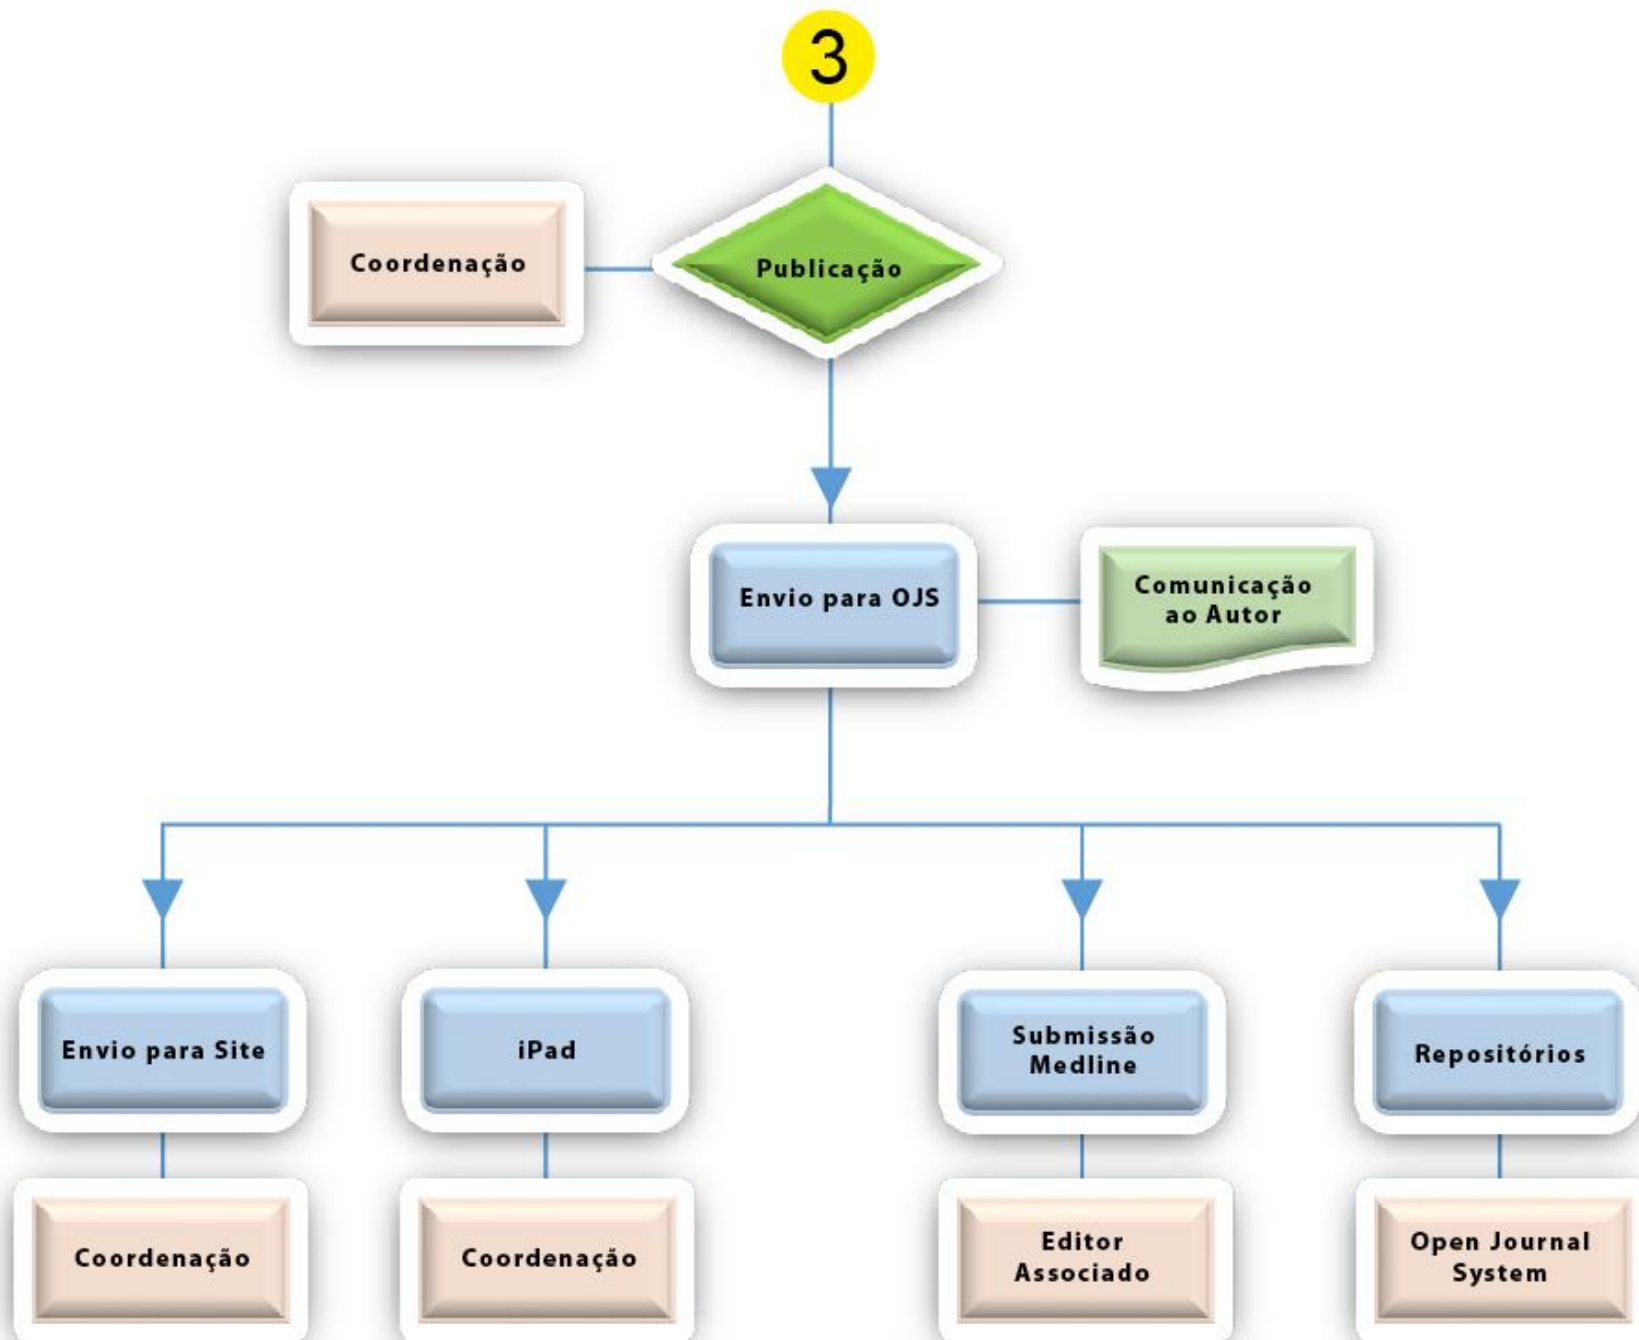 3
Coordenação
Publicação
Envio para OJS
Comunicação
ao Autor
Envio para Site
iPad
Submissão
Medline
Repositórios
Coordenação
Coordenação
Editor
Associado
Open Journal
System